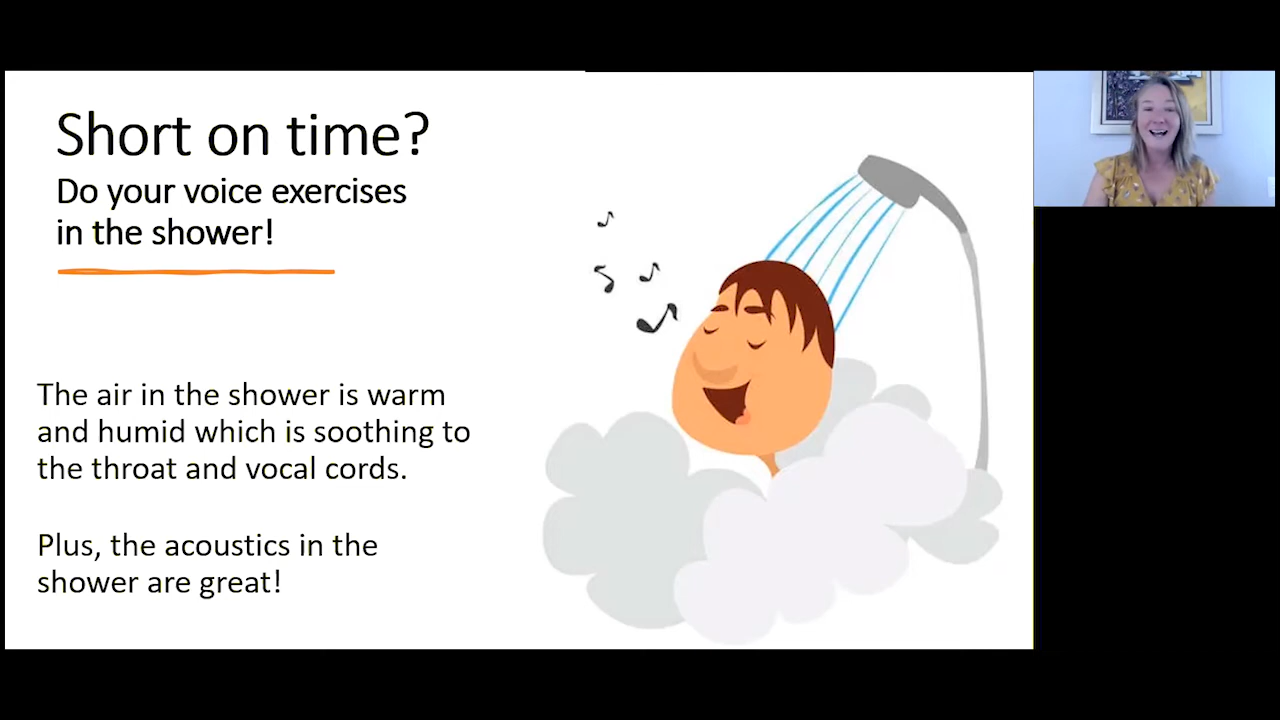 Short on time?
Do your voice exercises
in the shower!
The air in the shower is warm
and humid which is soothing to
the throat and vocal cords.
Plus, the acoustics in the
shower are great!